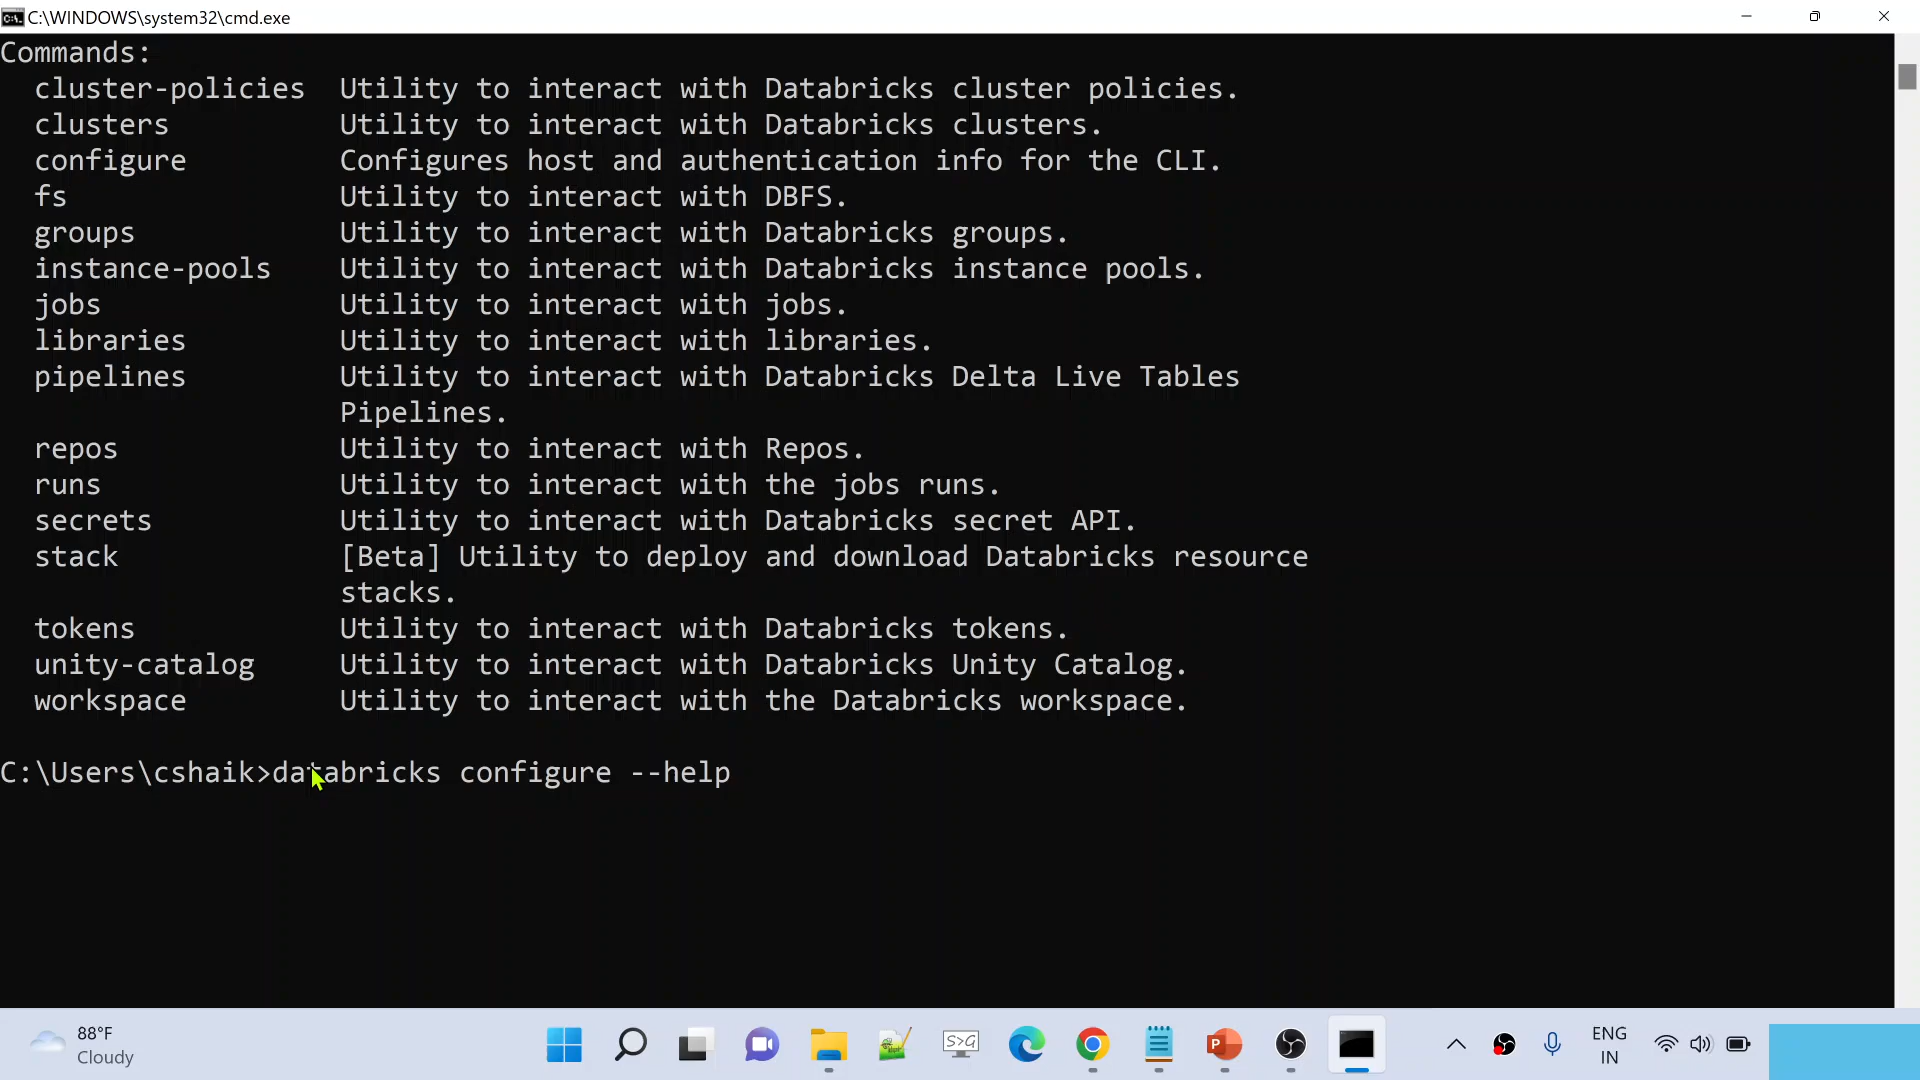 C:\WINDOWS\system32\cmd.exe
Commands:
cluster-policies Utility to interact with Databricks cluster policies.
clusters Utility to interact with Databricks clusters.
configure Configures host and authentication info for the CLI.
fs Utility to interact with DBFS.
groups Utility to interact with Databricks groups.
instance-pools Utility to interact with Databricks instance pools.
jobs Utility to interact with jobs.
libraries Utility to interact with libraries.
pipelines Utility to interact with Databricks Delta Live Tables
Pipelines.
repos Utility to interact with Repos.
runs Utility to interact with the jobs runs.
secrets Utility to interact with Databricks secret API.
stack [Beta] Utility to deploy and download Databricks resource
stacks.
tokens Utility to interact with Databricks tokens.
unity-catalog Utility to interact with Databricks Unity Catalog.
workspace Utility to interact with the Databricks workspace.
C:\Users\cshaik>databricks configure --help
88°F
Cloudy
S>G
P
ENG
IN